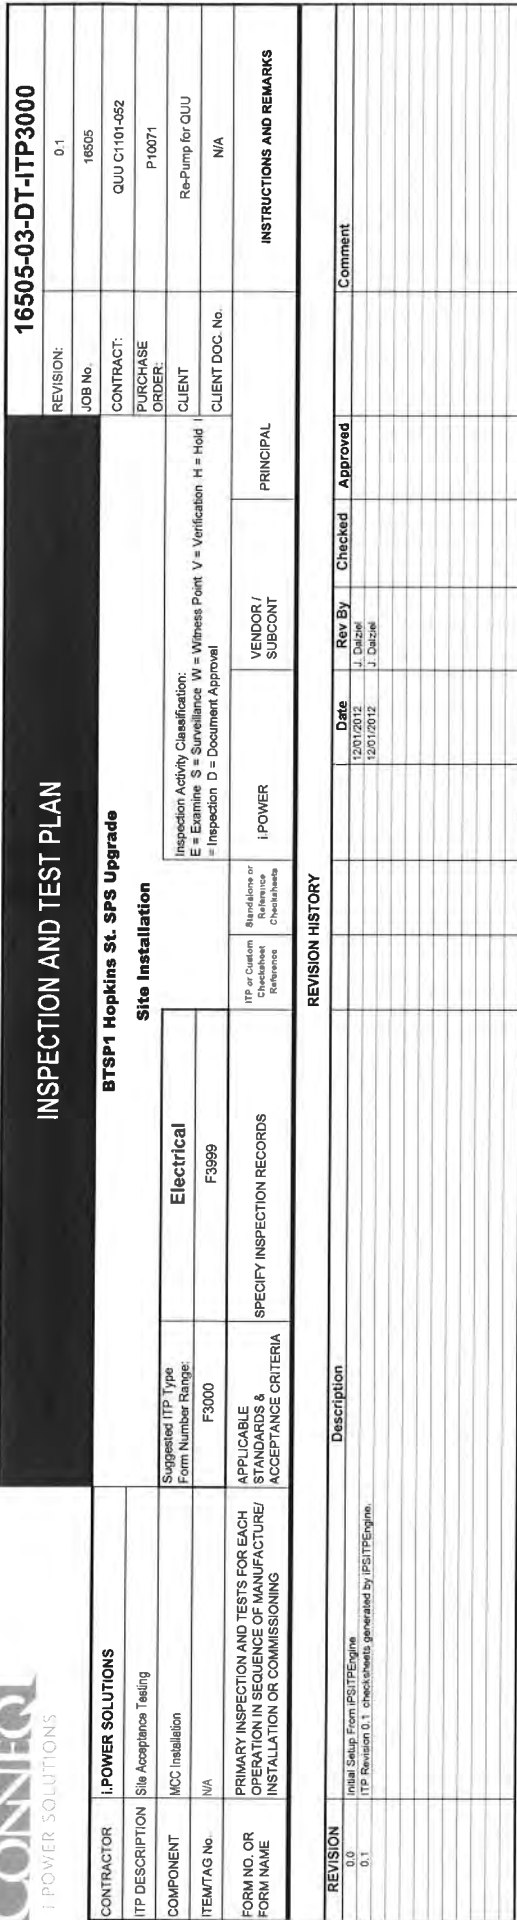 CONNEQ
i POWER SOLUTIONS
INSPECTION AND TEST PLAN
16505-03-DT-ITP3000
CONTRACTOR
i.POWER SOLUTIONS
BTSP1 Hopkins St. SPS Upgrade
REVISION:
0.1
ITP DESCRIPTION
Site Acceptance Testing
Site Installation
JOB No.
16505
CONTRACT:
QUU C1101-052
PURCHASE
ORDER:
P10071
COMPONENT
MCC Installation
Suggested ITP Type
Form Number Range:
Electrical
Inspection Activity Classification:
E = Examine S = Surveillance W = Witness Point V = Verification H = Hold I
= Inspection D = Document Approval
CLIENT
Re-Pump for QUU
ITEM/TAG No.
N/A
F3000
F3999
CLIENT DOC. No.
N/A
FORM NO. OR
FORM NAME
PRIMARY INSPECTION AND TESTS FOR EACH
OPERATION IN SEQUENCE OF MANUFACTURE/
INSTALLATION OR COMMISSIONING
APPLICABLE
STANDARDS &
ACCEPTANCE CRITERIA
SPECIFY INSPECTION RECORDS
ITP or Custom
Checksheet
Reference
Standalone or
Reference
Checksheets
i.POWER
VENDOR /
SUBCONT
PRINCIPAL
INSTRUCTIONS AND REMARKS
REVISION HISTORY
REVISION
Description
Date
Rev By
Checked
Approved
Comment
0.0
Initial Setup From iPSITPEngine
12/01/2012
J. Dalziel
0.1
ITP Revision 0.1 checksheets generated by iPSITPEngine.
12/01/2012
J. Dalziel